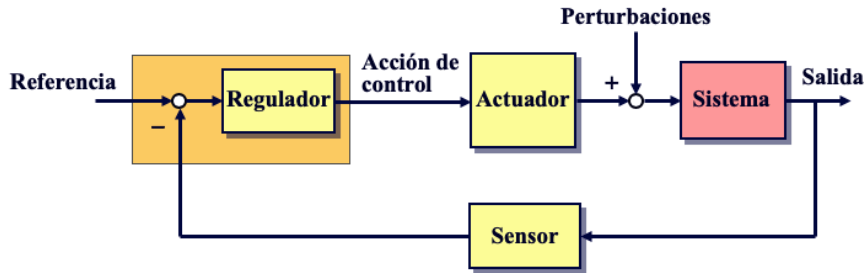 Perturbaciones
Referencia
Regulador
Acción de
control
Actuador
+
Sistema
Salida
−
Sensor